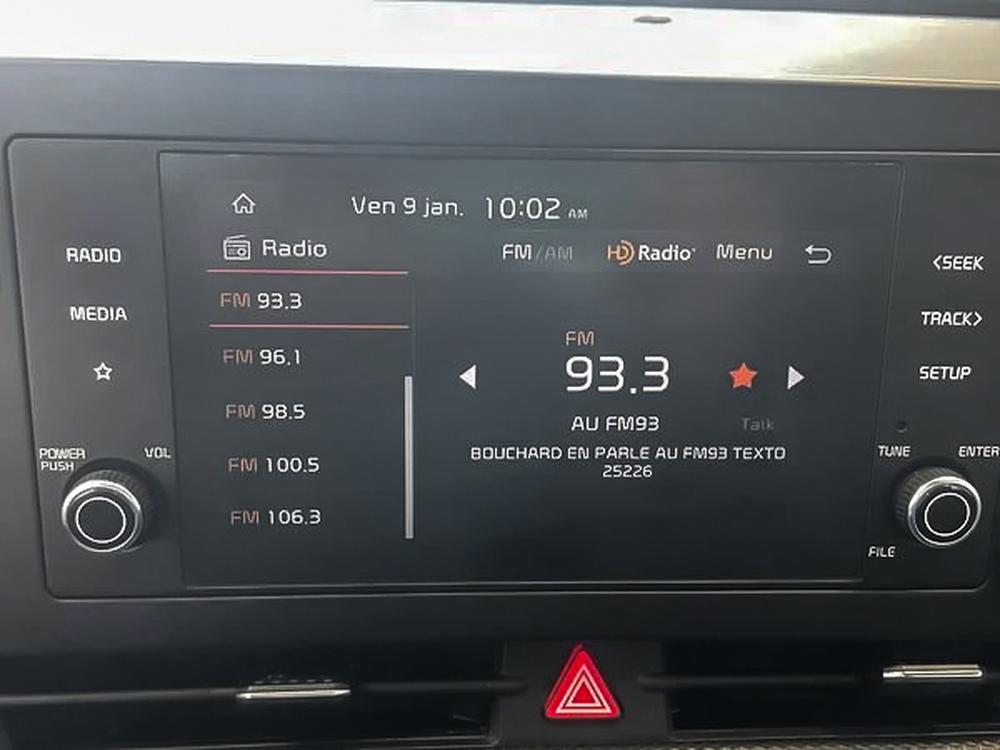 Ven 9 jan. 10:02 AM
Radio
FM/AM HD Radio Menu
RADIO
MEDIA
POWER PUSH
VOL
FM 93.3
FM 96.1
FM 98.5
FM 100.5
FM 106.3
FM
93.3
AU FM93
Talk
BOUCHARD EN PARLE AU FM93 TEXTO
25226
<SEEK
TRACK>
SETUP
TUNE
ENTER
FILE